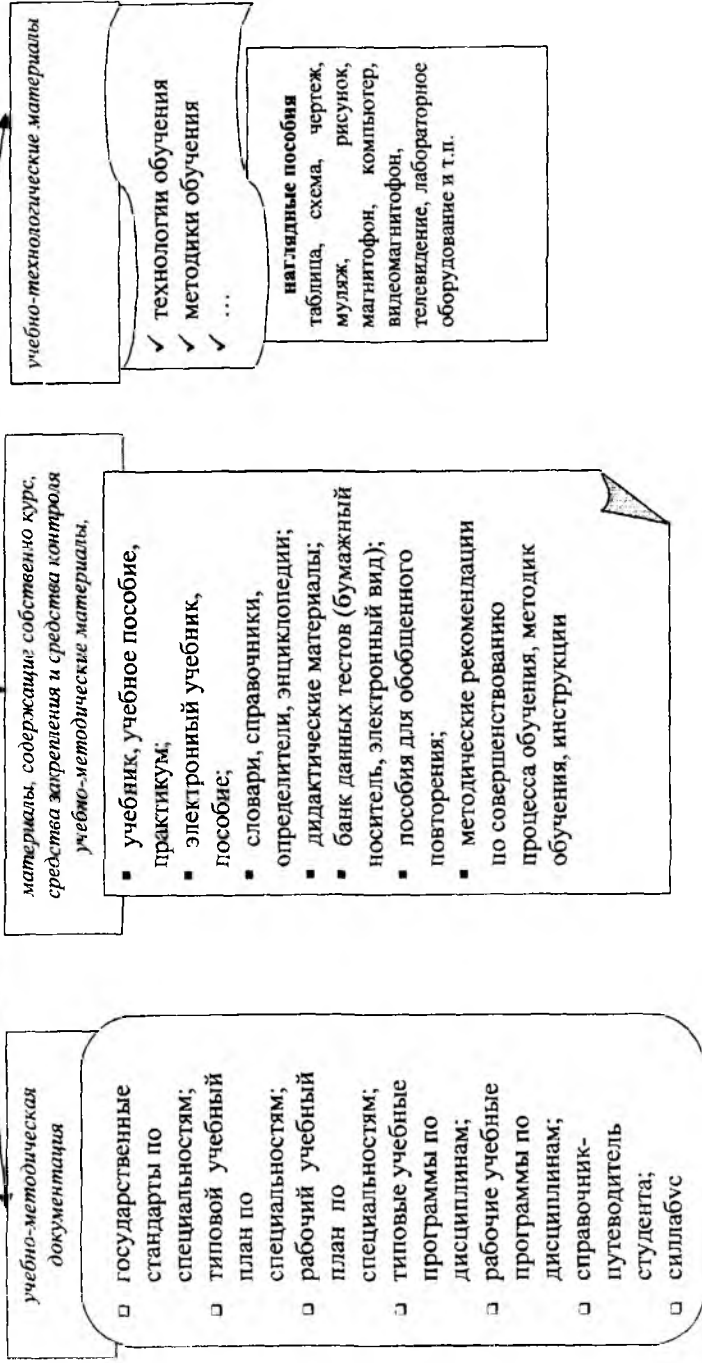 учебно-методическая
документация
государственные
стандарты по
специальностям;
типовой учебный
план по
специальностям;
рабочий учебный
план по
специальностям;
типовые учебные
программы по
дисциплинам;
рабочие учебные
программы по
дисциплинам;
справочник-
путеводитель
студента;
силлабус
материалы, содержащие собственно курс,
средства закрепления и средства контроля
учебно-методические материалы,
учебник, учебное пособие,
практикум;
электронный учебник,
пособие;
словари, справочники,
определители, энциклопедии;
дидактические материалы;
банк данных тестов (бумажный
носитель, электронный вид);
пособия для обобщенного
повторения;
методические рекомендации
по совершенствованию
процесса обучения, методик
обучения, инструкции
учебно-технологические материалы
✓ технологии обучения
✓ методики обучения
✓ ...
наглядные пособия
таблица, схема, чертеж,
муляж, рисунок,
магнитофон, компьютер,
видеомагнитофон,
телевидение, лабораторное
оборудование и т.п.